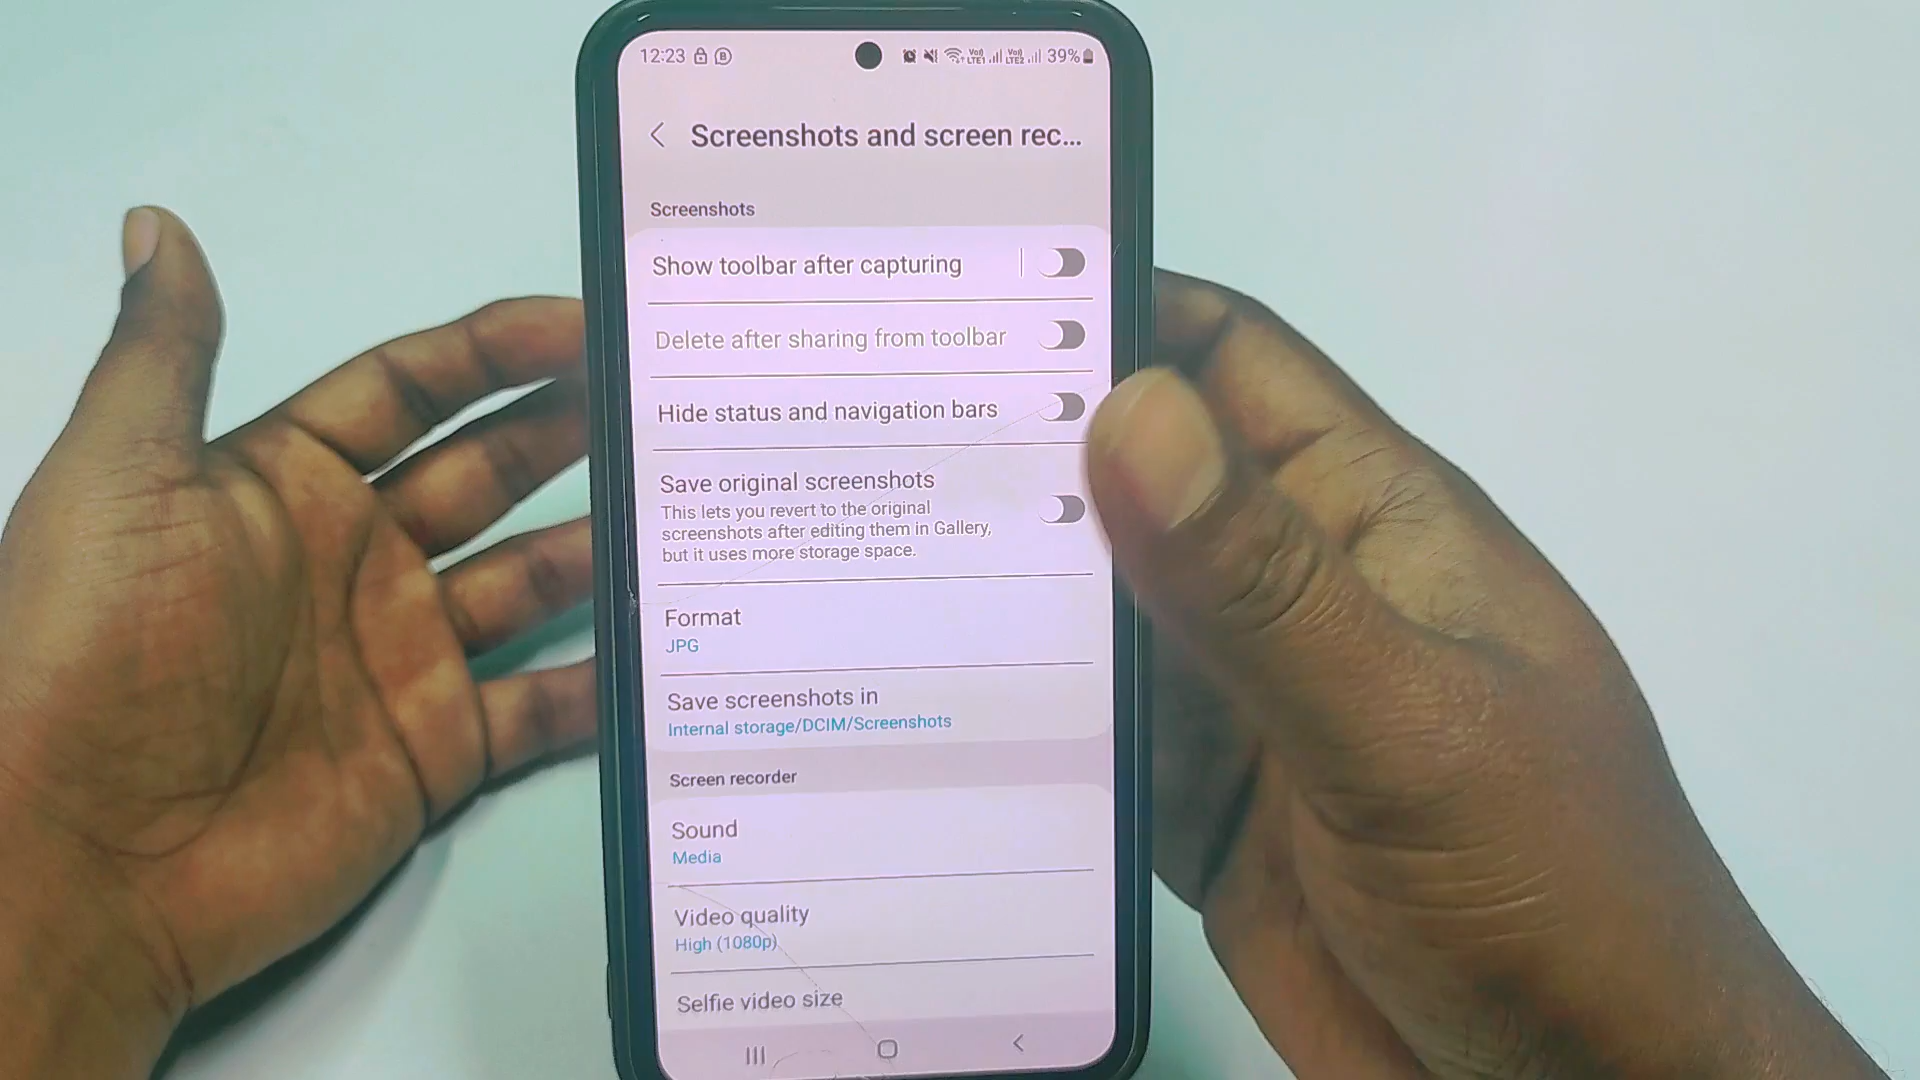 12:23 39%
Screenshots and screen rec...
Screenshots
Show toolbar after capturing
Delete after sharing from toolbar
Hide status and navigation bars
Save original screenshots
This lets you revert to the original
screenshots after editing them in Gallery,
but it uses more storage space.
Format
JPG
Save screenshots in
Internal storage/DCIM/Screenshots
Screen recorder
Sound
Media
Video quality
High (1080p)
Selfie video size